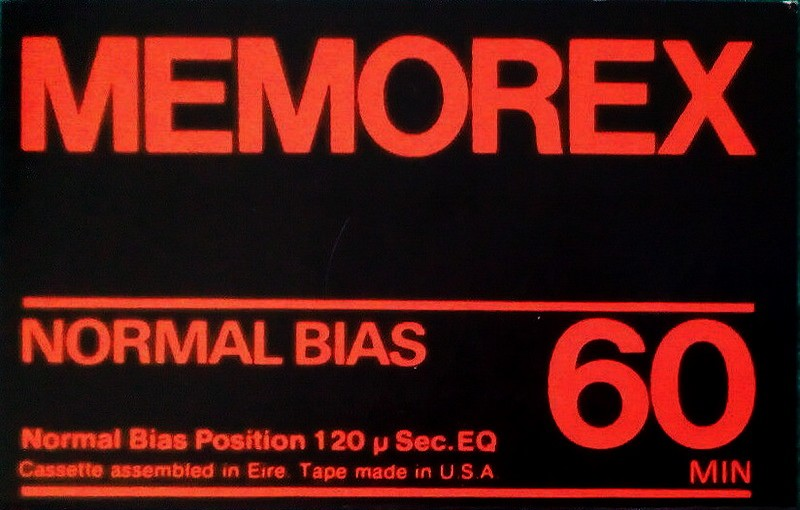 MEMOREX
NORMAL BIAS
60
MIN
Normal Bias Position 120 µ Sec.EQ
Cassette assembled in Eire. Tape made in U.S.A